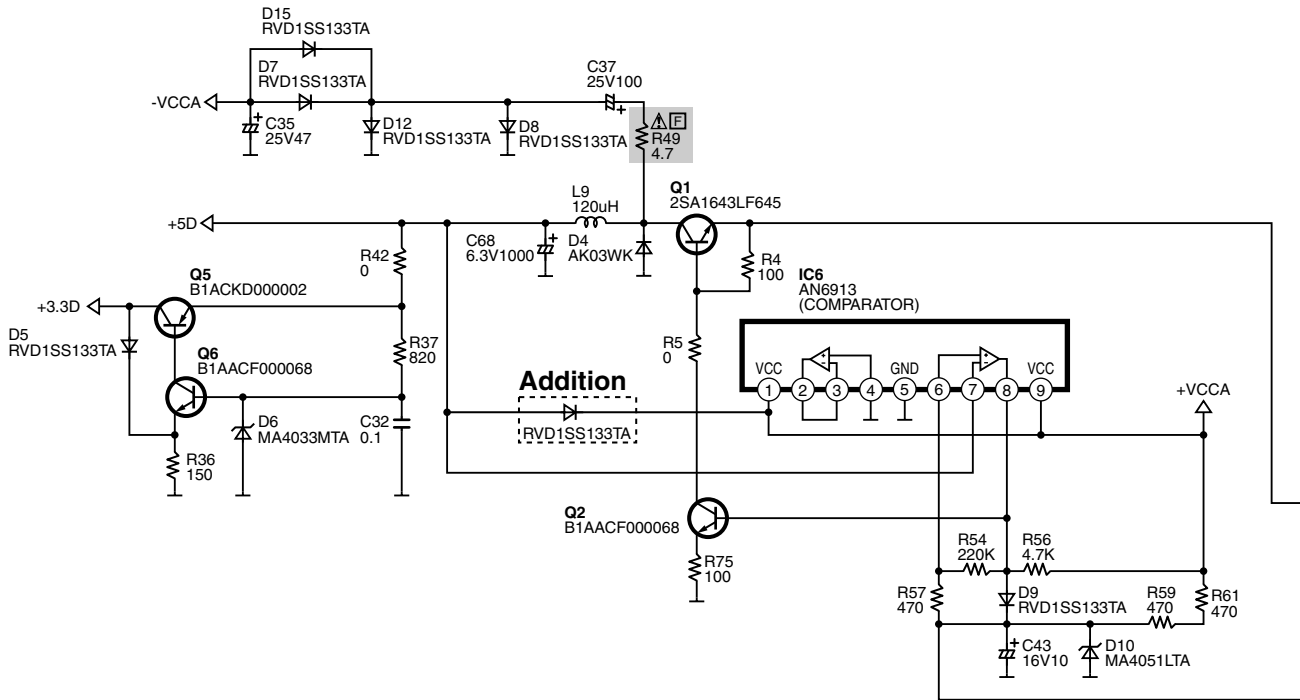 D15
RVD1SS133TA
D7
RVD1SS133TA
-VCCA
+
C35
25V47
D12
RVD1SS133TA
D8
RVD1SS133TA
C37
25V100
+
⚠ F
R49
4.7
Q1
2SA1643LF645
L9
120uH
+5D
C68
6.3V1000
+
D4
AK03WK
R4
100
R42
0
Q5
B1ACKD000002
+3.3D
D5
RVD1SS133TA
Q6
B1AACF000068
R37
820
R5
0
IC6
AN6913
(COMPARATOR)
VCC
GND
VCC
+
-
+
-
1
2
3
4
5
6
7
8
9
+VCCA
Addition
RVD1SS133TA
D6
MA4033MTA
C32
0.1
R36
150
Q2
B1AACF000068
R75
100
R54
220K
R56
4.7K
R57
470
D9
RVD1SS133TA
R59
470
R61
470
+
C43
16V10
D10
MA4051LTA